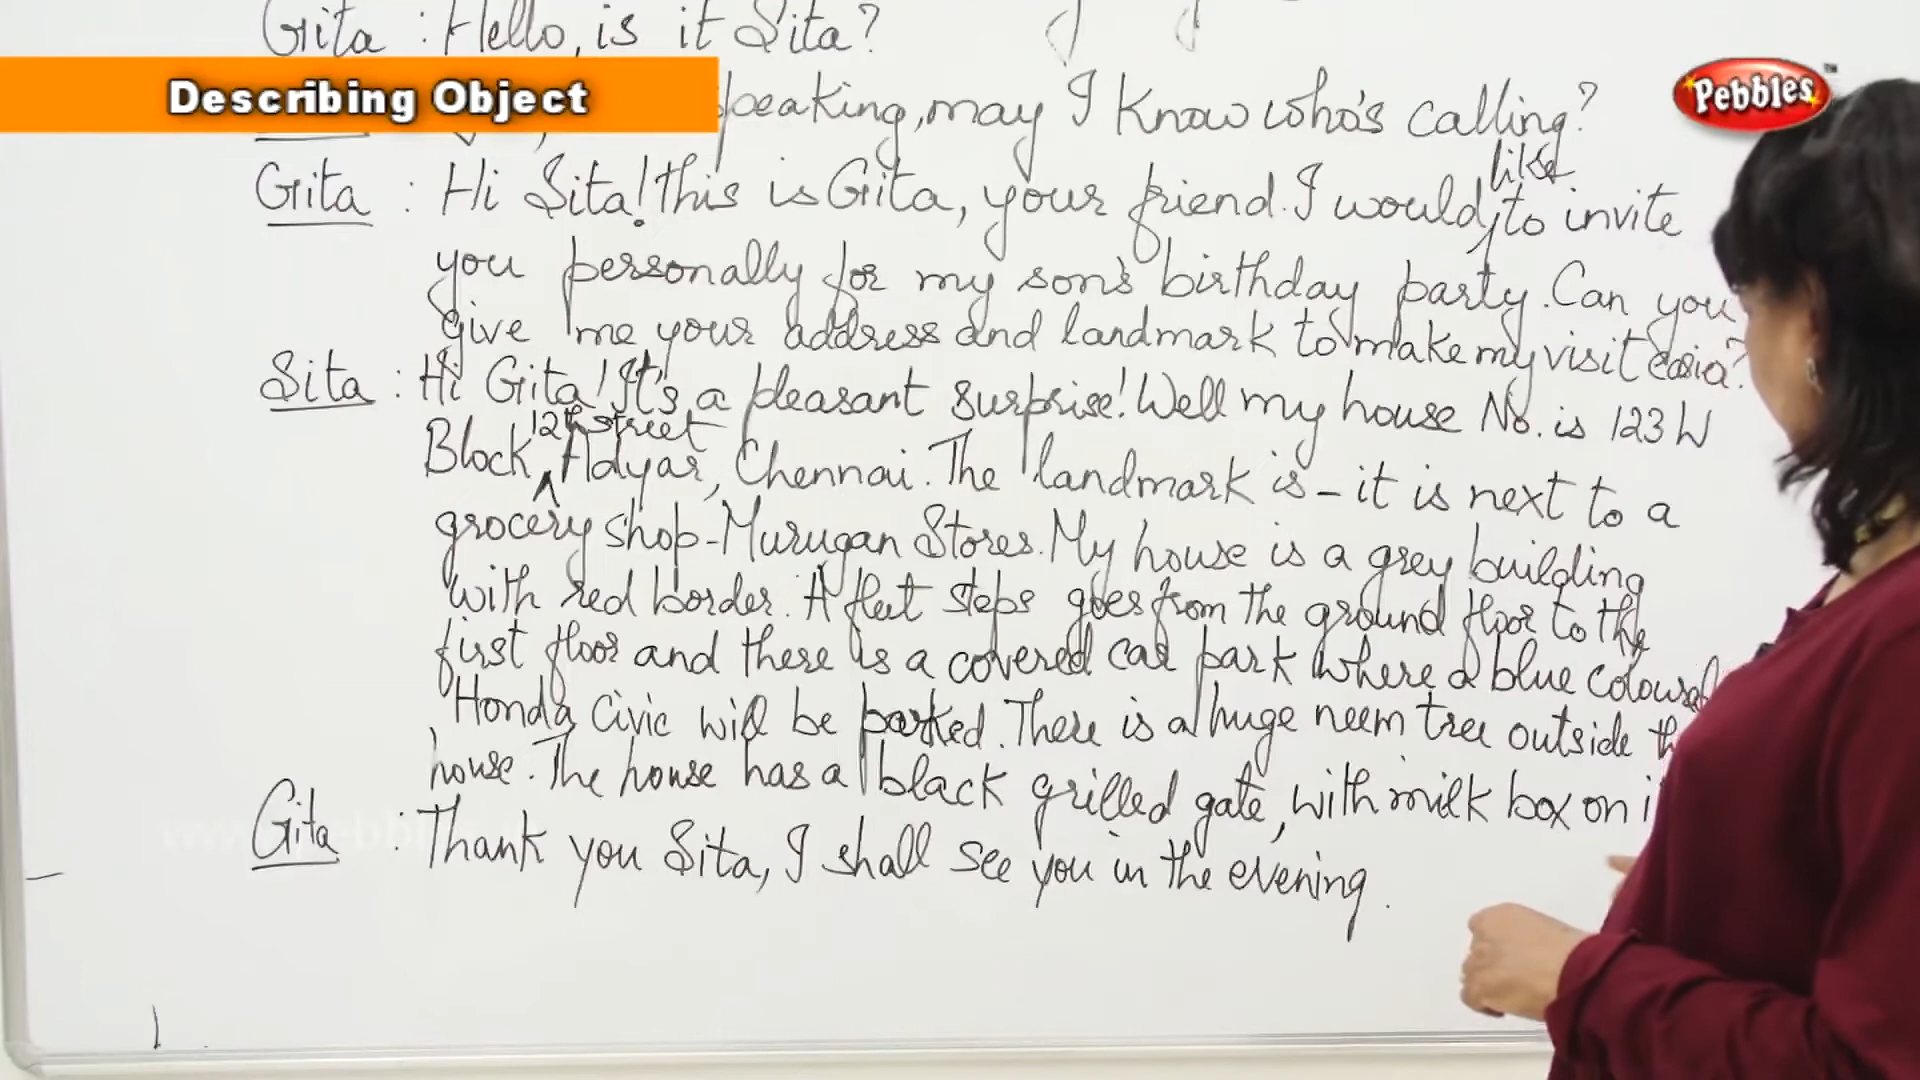 Gita : Hello, is it Sita?
Describing Object
Pebbles
speaking, may I know who's calling?
like
Gita : Hi Sita! this is Gita, your friend. I would to invite
you personally for my son's birthday party. Can you
give me your address and landmark to make my visit
Sita : Hi Gita! It's a pleasant surprise! Well my house No. is 123 W
12th street
Block, Adyar, Chennai. The landmark is - it is next to a
grocery shop - Murugan Stores. My house is a grey building
with red border. A steps goes from the ground floor to the
first floor and there is a covered car park where a blue
Honda Civic will be parked. There is a huge neem tree outside
house. The house has a black grilled gate, with milk box on
Gita : Thank you Sita, I shall see you in the evening.